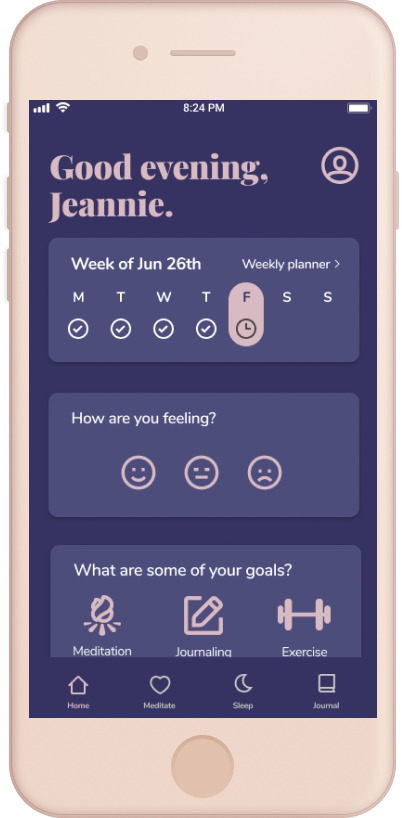 8:24 PM
Good evening,
Jeannie.
Week of Jun 26th Weekly planner >
M T W T F S S
How are you feeling?
What are some of your goals?
Meditation Journaling Exercise
Home Meditate Sleep Journal